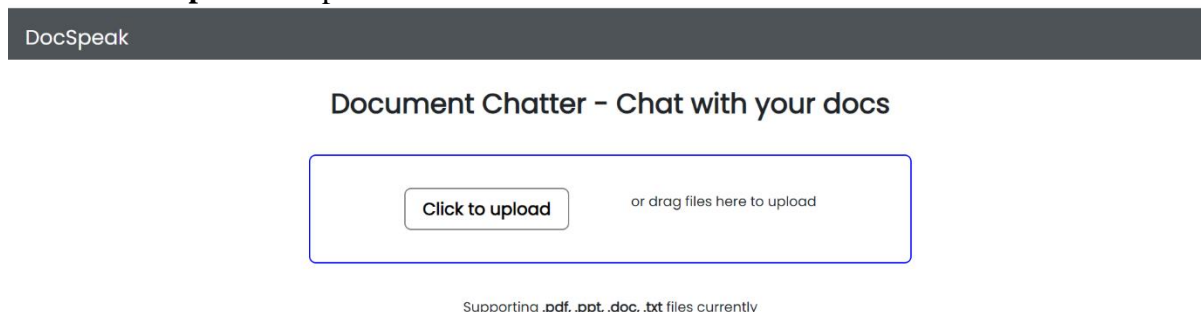 DocSpeak
Document Chatter - Chat with your docs
Click to upload or drag files here to upload
Supporting .pdf, .ppt, .doc, .txt files currently